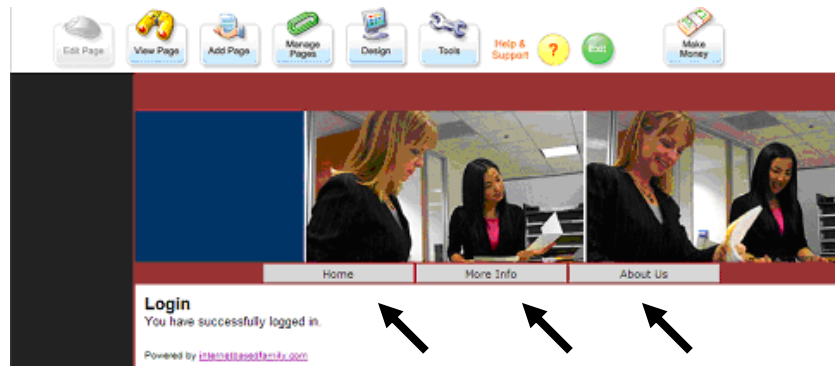 Edit Page
View Page
Add Page
Manage
Pages
Design
Tools
Help &
Support
?
Exit
Make
Money
Home
More Info
About Us
Login
You have successfully logged in.
Powered by internetbasedfamily.com